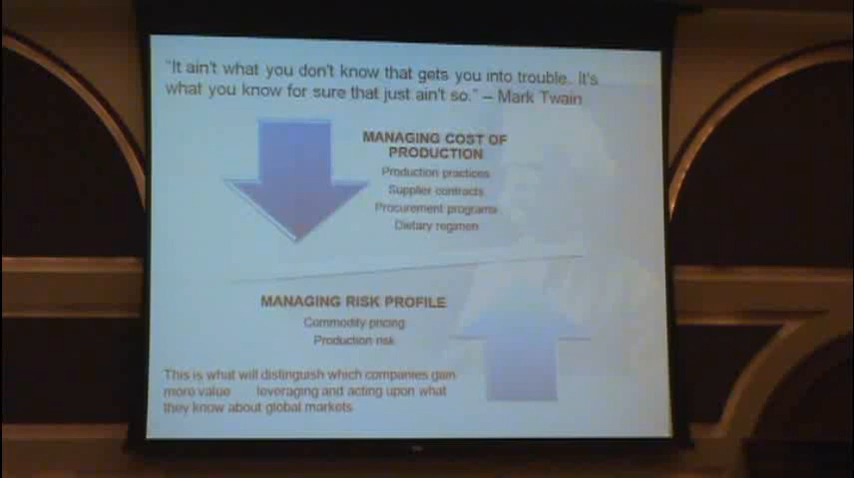 "It ain't what you don't know that gets you into trouble. It's
what you know for sure that just ain't so." – Mark Twain
MANAGING COST OF
PRODUCTION
Production practices
Supplier contracts
Procurement programs
Dietary regimen
MANAGING RISK PROFILE
Commodity pricing
Production risk
This is what will distinguish which companies gain
more value leveraging and acting upon what
they know about global markets